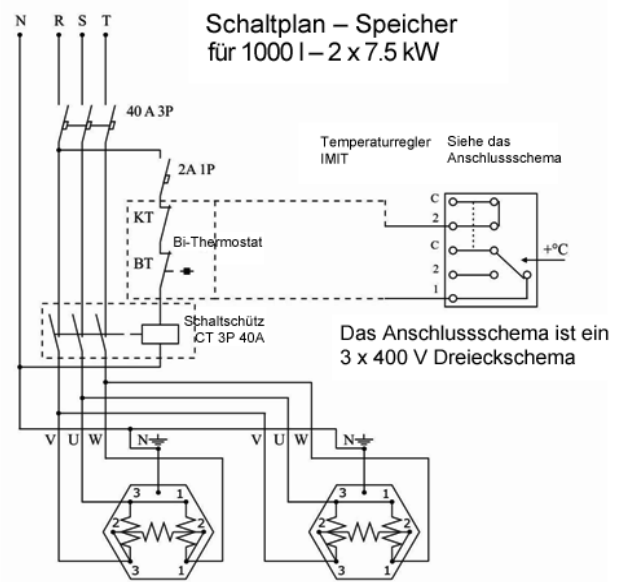 Schaltplan – Speicher
für 1000 l – 2 x 7.5 kW
N R S T
40 A 3P
2A 1P
Temperaturregler
IMIT
Siehe das
Anschlussschema
KT
Bi-Thermostat
BT
C
2
C
2
1
+°C
Schaltschütz
CT 3P 40A
Das Anschlussschema ist ein
3 x 400 V Dreieckschema
V U W N
V U W N
3 1
2 2
3 1
3 1
2 2
3 1